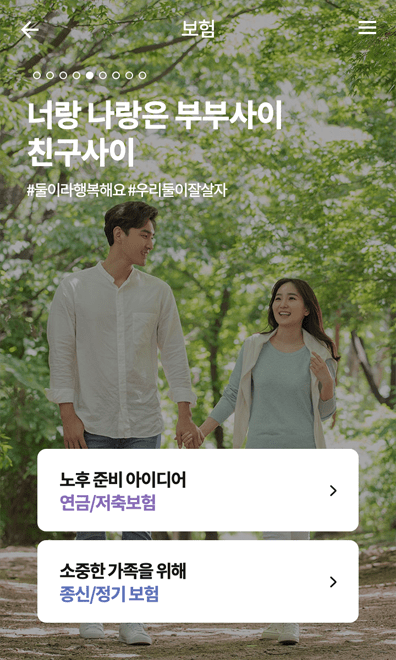 보험
너랑 나랑은 부부사이
친구사이
#둘이라행복해요 #우리둘이잘살자
노후 준비 아이디어
연금/저축보험
소중한 가족을 위해
종신/정기 보험